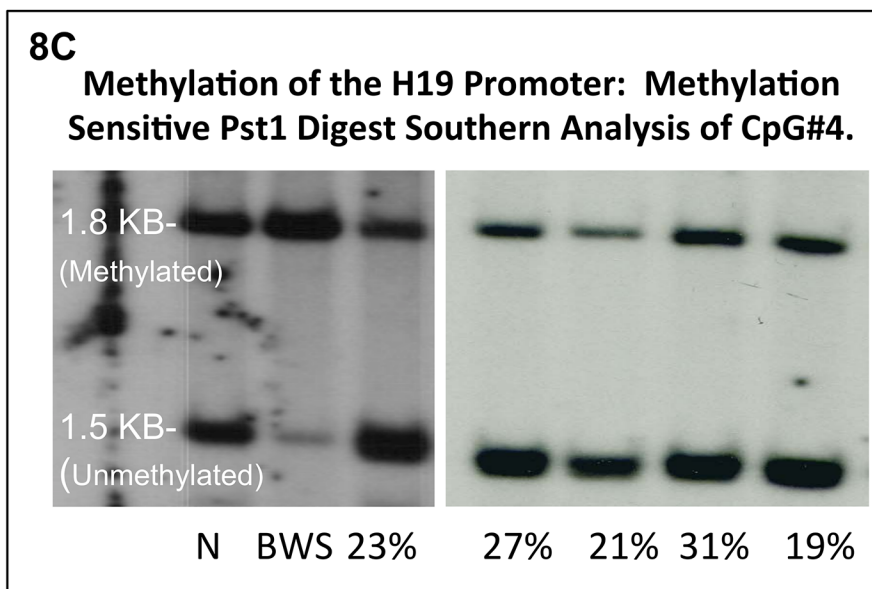 8C
Methylation of the H19 Promoter: Methylation
Sensitive Pst1 Digest Southern Analysis of CpG#4.
1.8 KB-
(Methylated)
1.5 KB-
(Unmethylated)
N BWS 23% 27% 21% 31% 19%